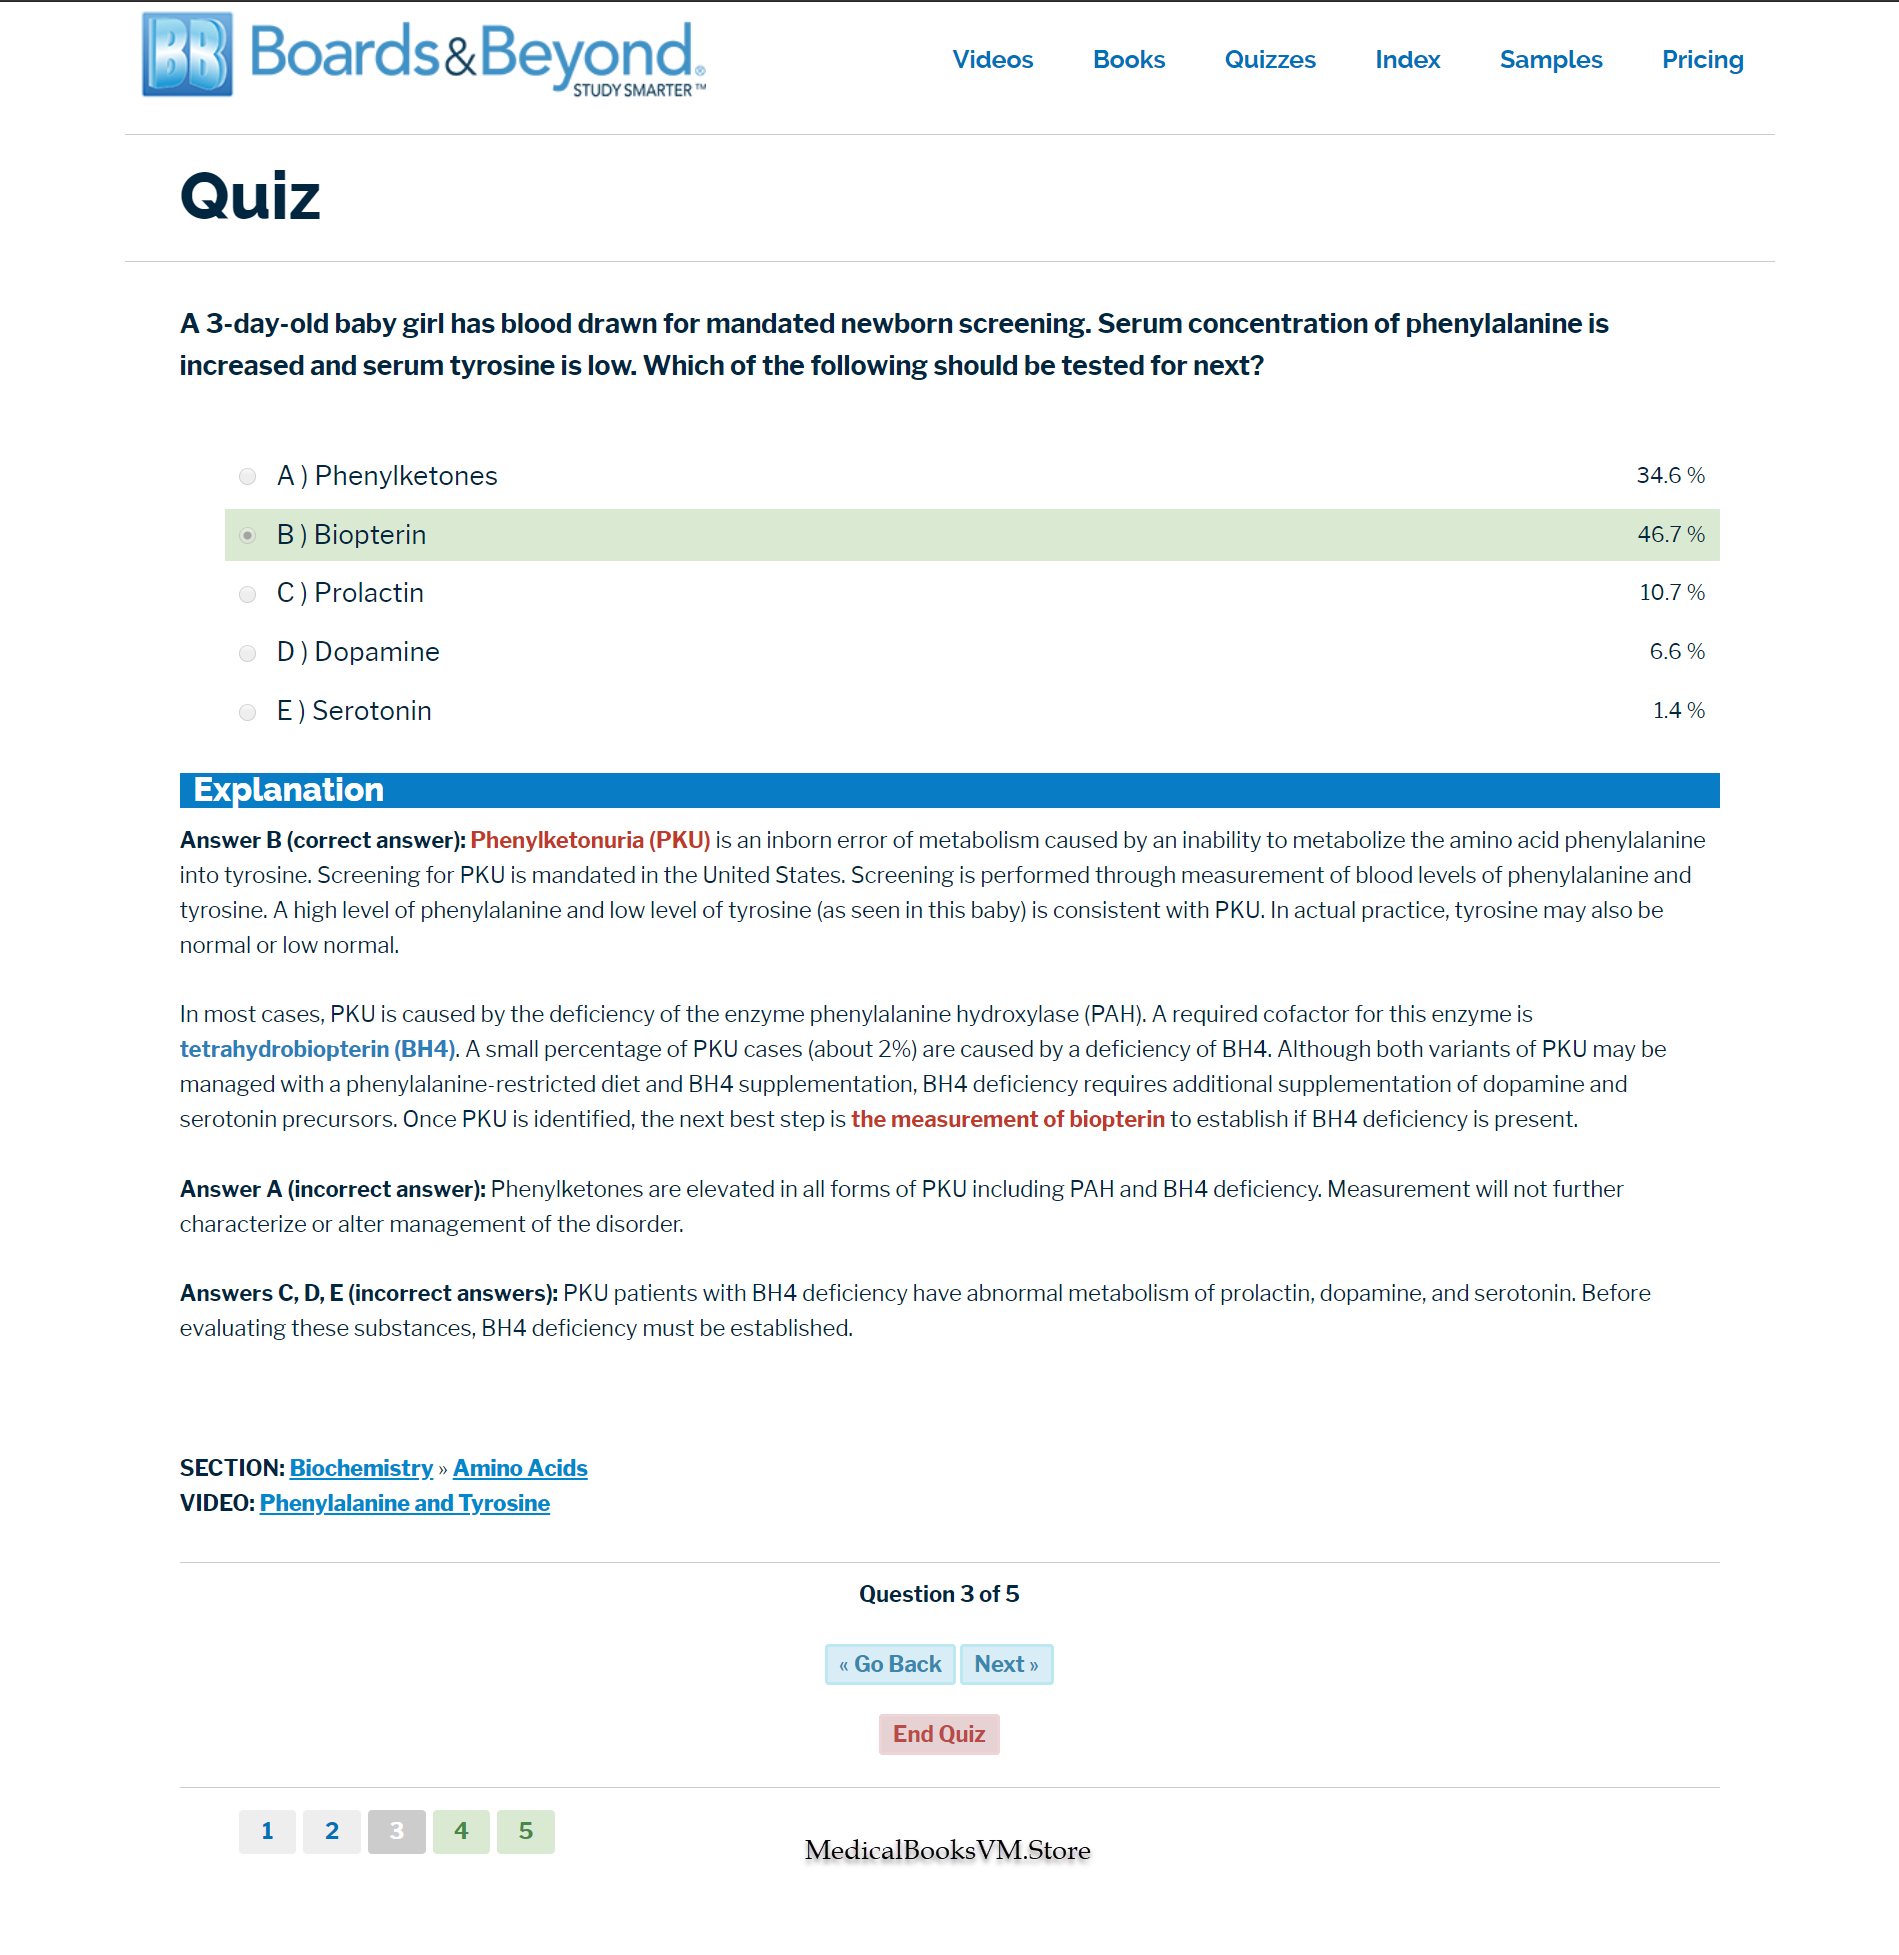 BB Boards&Beyond®
STUDY SMARTER™
Videos Books Quizzes Index Samples Pricing
Quiz
A 3-day-old baby girl has blood drawn for mandated newborn screening. Serum concentration of phenylalanine is
increased and serum tyrosine is low. Which of the following should be tested for next?
A ) Phenylketones 34.6 %
B ) Biopterin 46.7 %
C ) Prolactin 10.7 %
D ) Dopamine 6.6 %
E ) Serotonin 1.4 %
Explanation
Answer B (correct answer): Phenylketonuria (PKU) is an inborn error of metabolism caused by an inability to metabolize the amino acid phenylalanine
into tyrosine. Screening for PKU is mandated in the United States. Screening is performed through measurement of blood levels of phenylalanine and
tyrosine. A high level of phenylalanine and low level of tyrosine (as seen in this baby) is consistent with PKU. In actual practice, tyrosine may also be
normal or low normal.
In most cases, PKU is caused by the deficiency of the enzyme phenylalanine hydroxylase (PAH). A required cofactor for this enzyme is
tetrahydrobiopterin (BH4). A small percentage of PKU cases (about 2%) are caused by a deficiency of BH4. Although both variants of PKU may be
managed with a phenylalanine-restricted diet and BH4 supplementation, BH4 deficiency requires additional supplementation of dopamine and
serotonin precursors. Once PKU is identified, the next best step is the measurement of biopterin to establish if BH4 deficiency is present.
Answer A (incorrect answer): Phenylketones are elevated in all forms of PKU including PAH and BH4 deficiency. Measurement will not further
characterize or alter management of the disorder.
Answers C, D, E (incorrect answers): PKU patients with BH4 deficiency have abnormal metabolism of prolactin, dopamine, and serotonin. Before
evaluating these substances, BH4 deficiency must be established.
SECTION: Biochemistry » Amino Acids
VIDEO: Phenylalanine and Tyrosine
Question 3 of 5
« Go Back Next »
End Quiz
1 2 3 4 5
MedicalBooksVM.Store